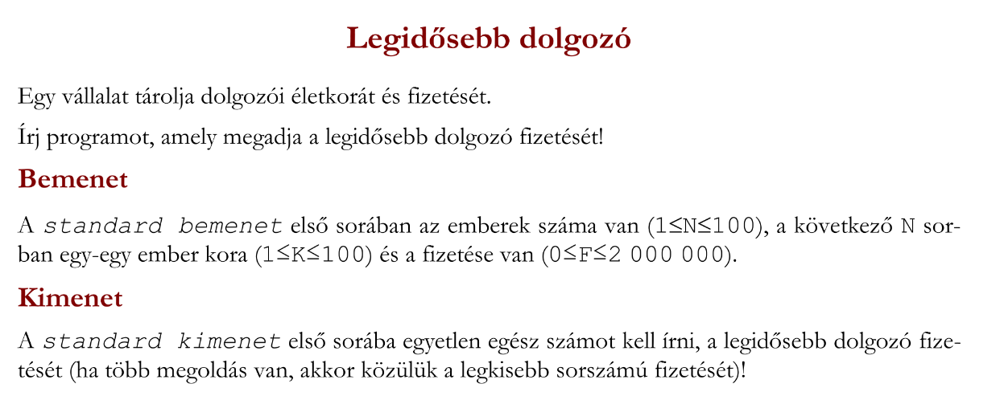 Legidősebb dolgozó
Egy vállalat tárolja dolgozói életkorát és fizetését.
Írj programot, amely megadja a legidősebb dolgozó fizetését!
Bemenet
A standard bemenet első sorában az emberek száma van (1≤N≤100), a következő N sor-
ban egy-egy ember kora (1≤K≤100) és a fizetése van (0≤F≤2 000 000).
Kimenet
A standard kimenet első sorába egyetlen egész számot kell írni, a legidősebb dolgozó fize-
tését (ha több megoldás van, akkor közülük a legkisebb sorszámú fizetését)!